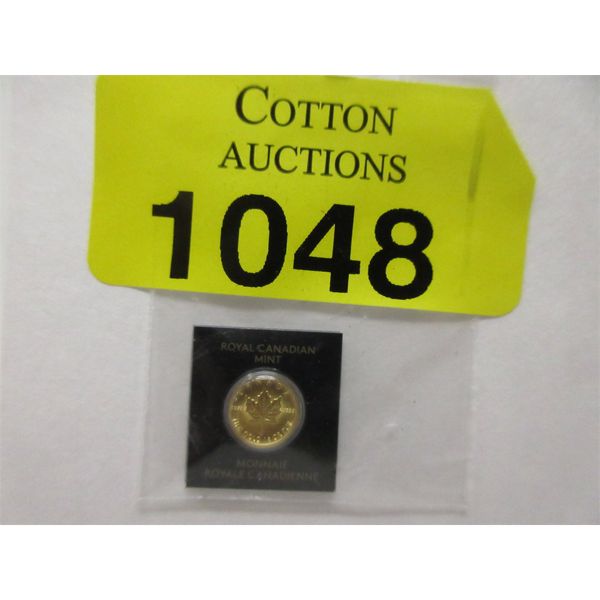 COTTON
AUCTIONS
1048
ROYAL CANADIAN
MINT
MONNAIE
ROYALE CANADIENNE